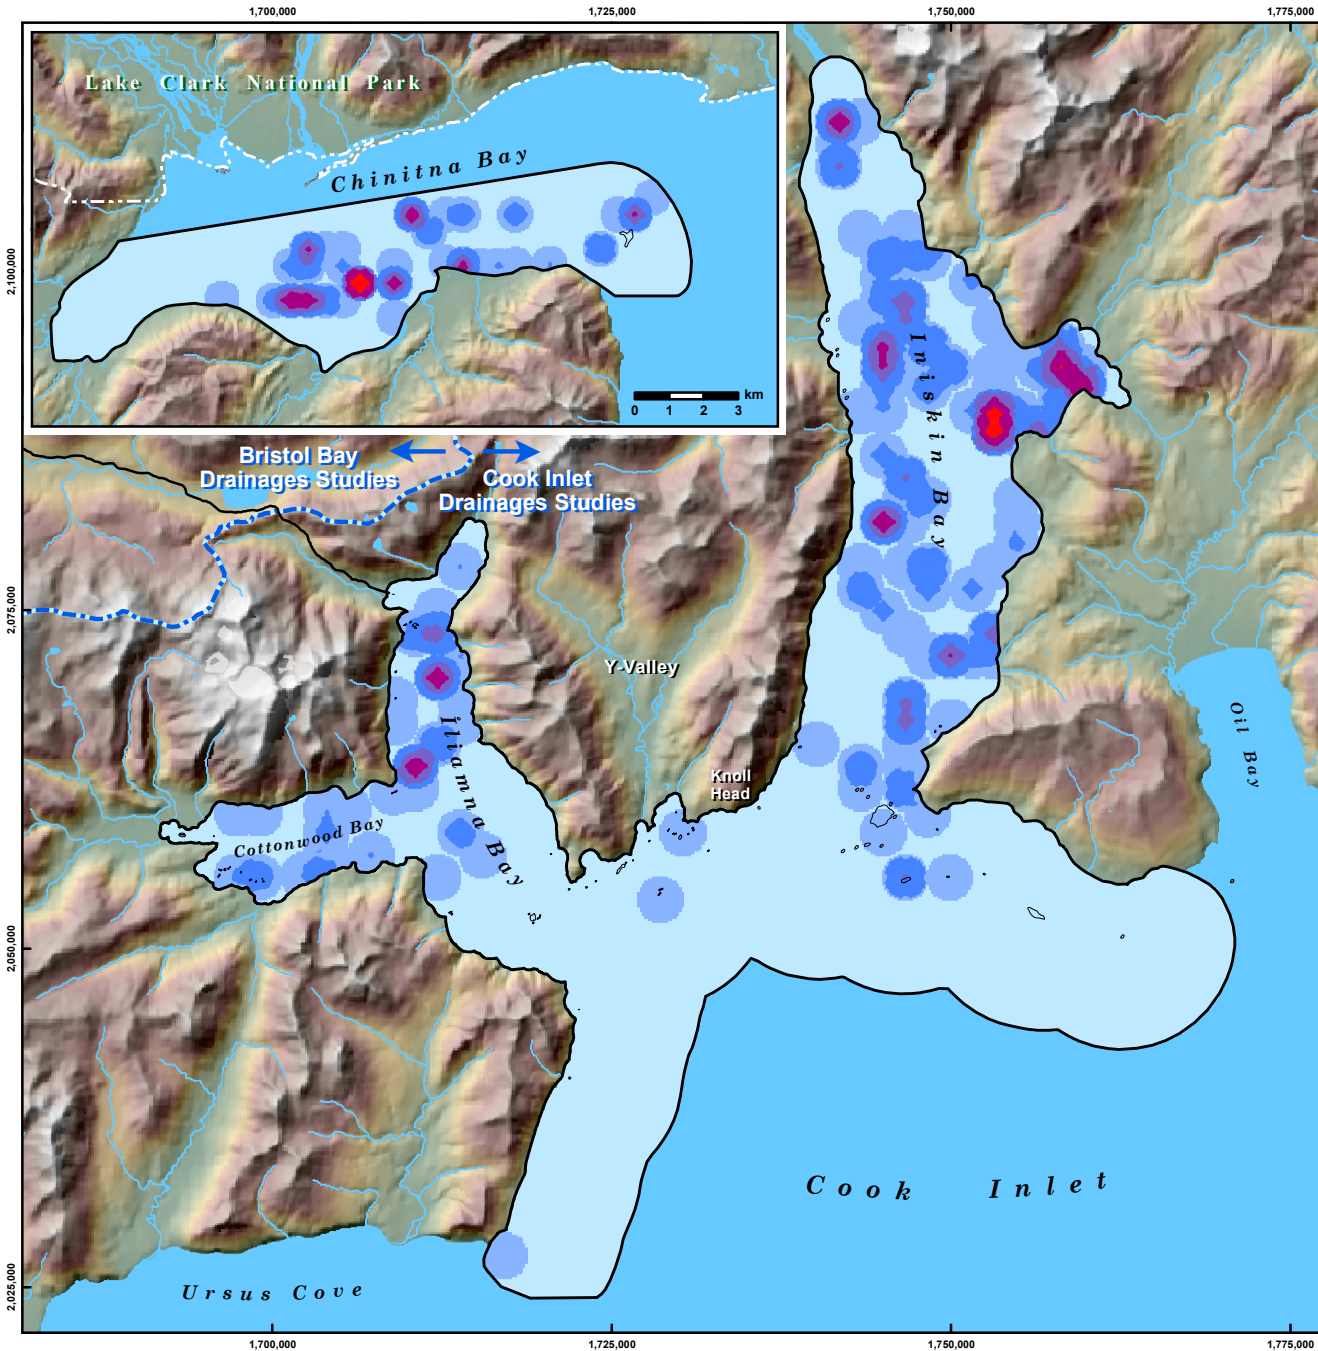 1,700,000
1,725,000
1,750,000
1,775,000
Lake Clark National Park
Chinitna Bay
0 1 2 3 km
2,100,000
2,075,000
2,050,000
2,025,000
Bristol Bay
Drainages Studies
Cook Inlet
Drainages Studies
Iniskin Bay
Y-Valley
Knoll
Head
Iliamna Bay
Cottonwood Bay
Oil Bay
Cook Inlet
Ursus Cove
1,700,000
1,725,000
1,750,000
1,775,000